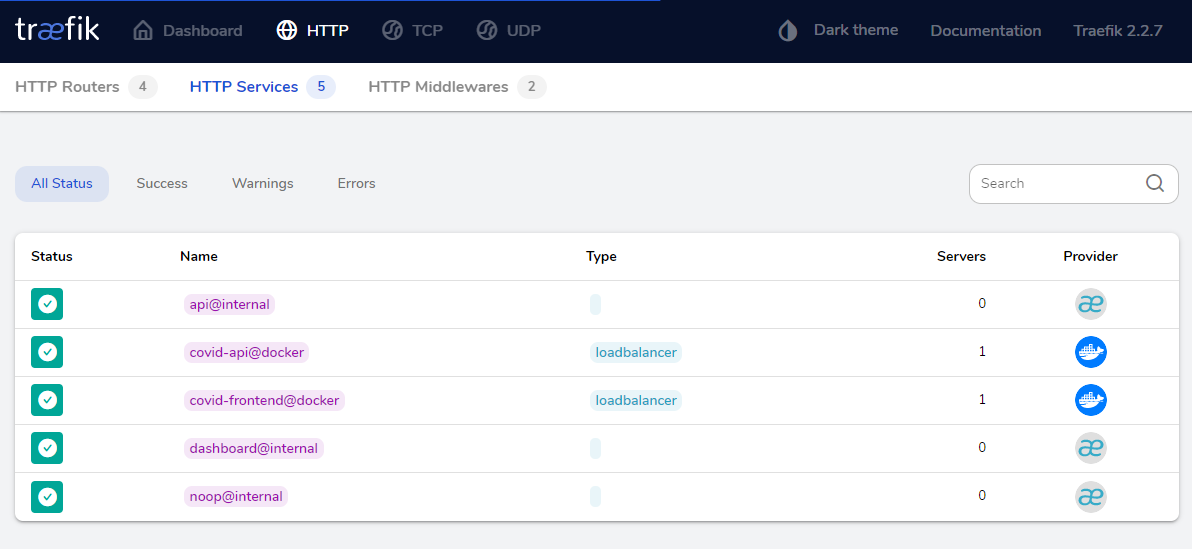 træfik Dashboard HTTP TCP UDP Dark theme Documentation Traefik 2.2.7
HTTP Routers 4 HTTP Services 5 HTTP Middlewares 2
All Status Success Warnings Errors Search
Status Name Type Servers Provider
api@internal 0 æ
covid-api@docker loadbalancer 1
covid-frontend@docker loadbalancer 1
dashboard@internal 0 æ
noop@internal 0 æ